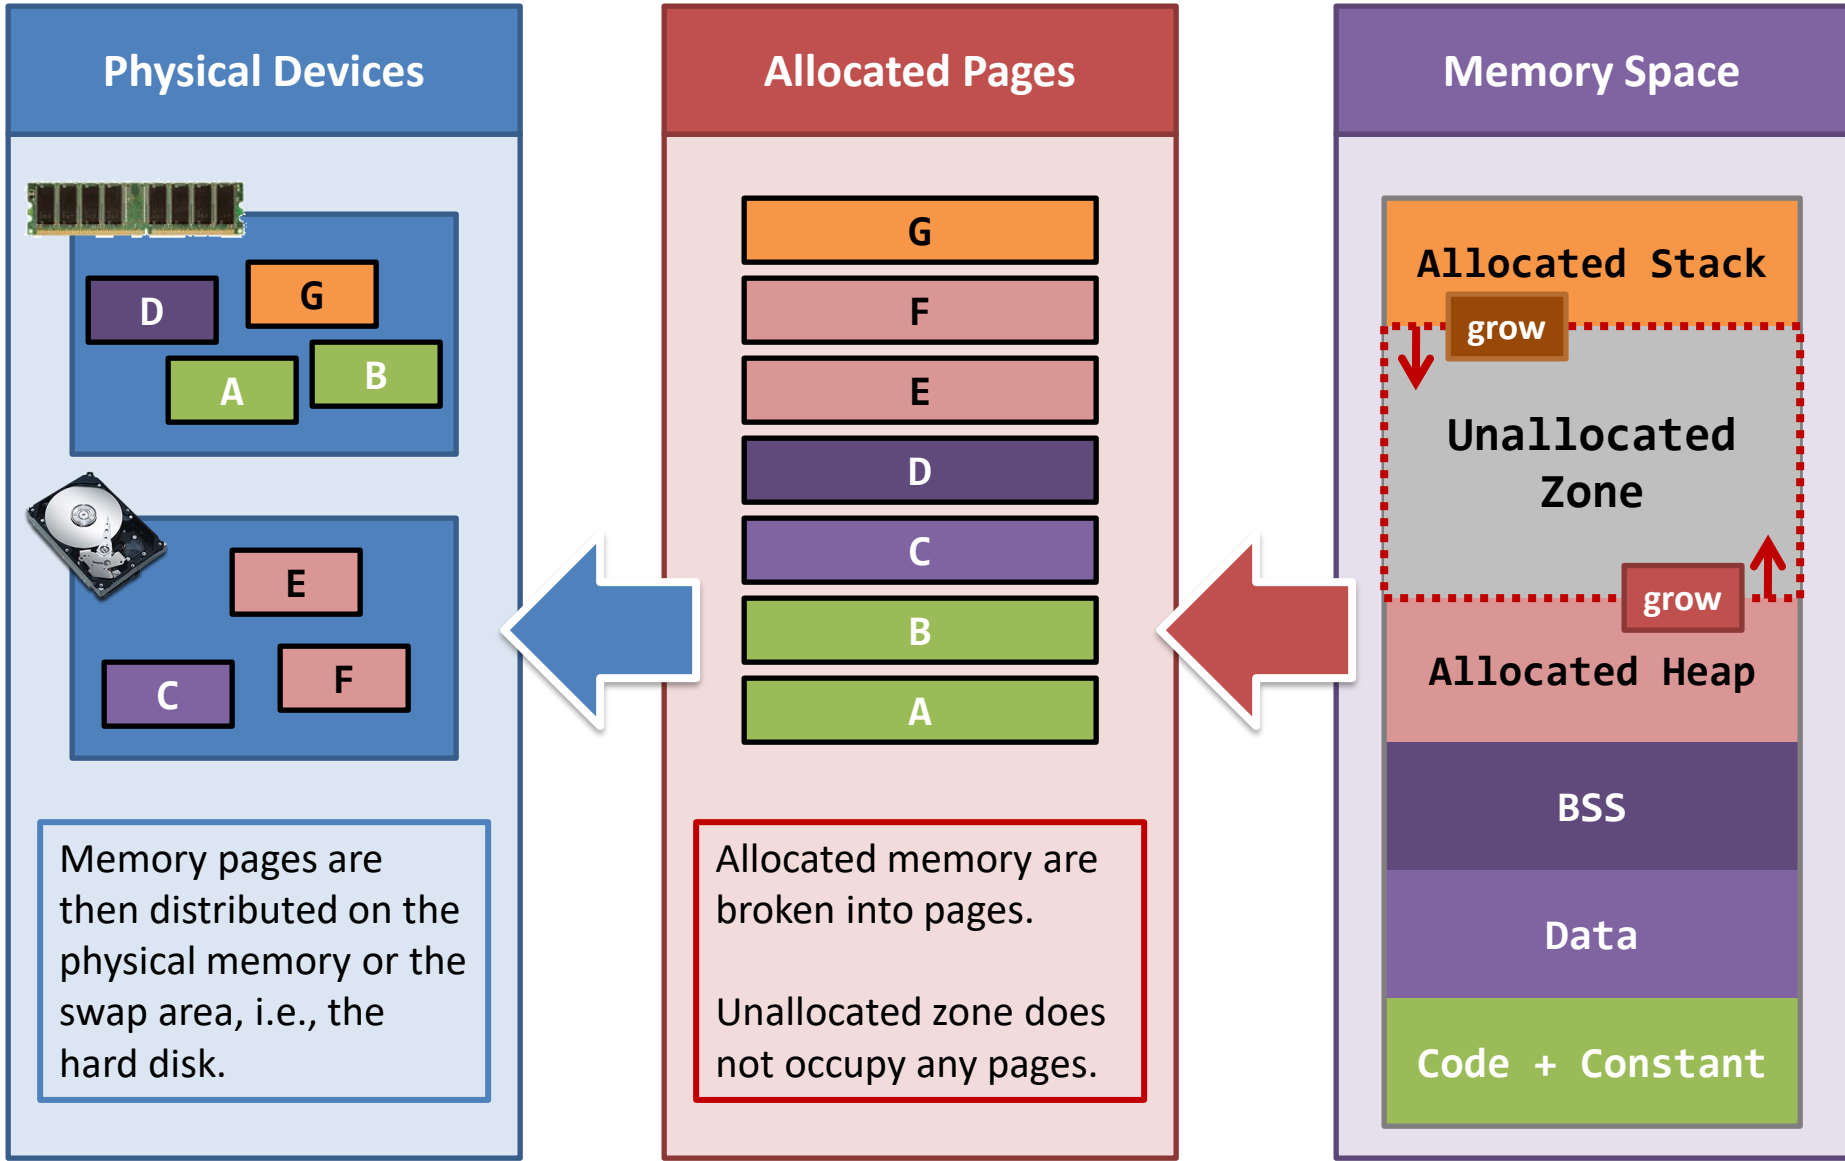 Physical Devices
D
G
A
B
E
C
F
Memory pages are
then distributed on the
physical memory or the
swap area, i.e., the
hard disk.
Allocated Pages
G
F
E
D
C
B
A
Allocated memory are
broken into pages.
Unallocated zone does
not occupy any pages.
Memory Space
Allocated Stack
grow
Unallocated
Zone
grow
Allocated Heap
BSS
Data
Code + Constant